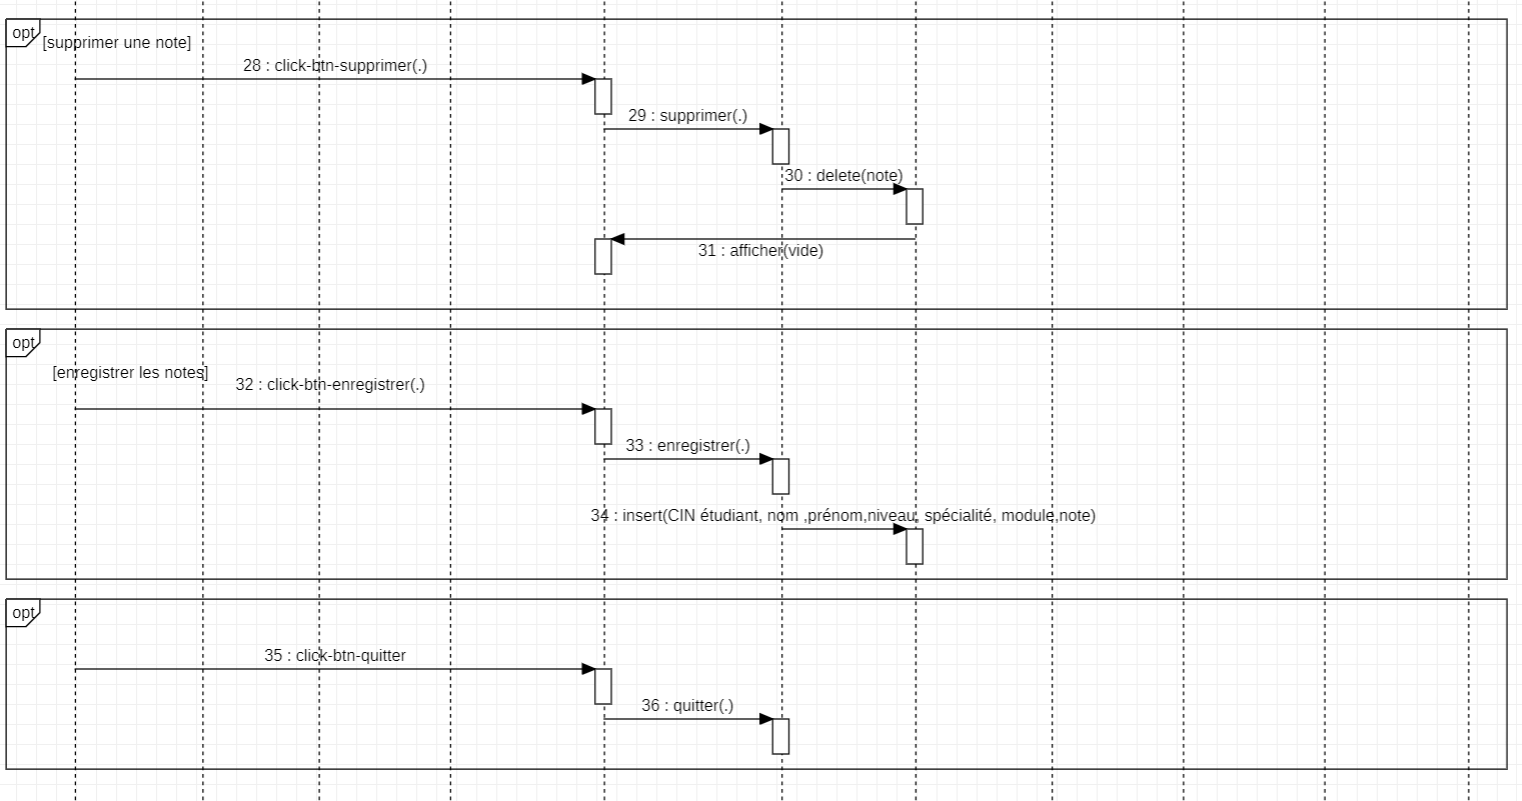 opt
[supprimer une note]
28 : click-btn-supprimer(.)
29 : supprimer(.)
30 : delete(note)
31 : afficher(vide)
opt
[enregistrer les notes]
32 : click-btn-enregistrer(.)
33 : enregistrer(.)
34 : insert(CIN étudiant, nom ,prénom,niveau, spécialité, module,note)
opt
35 : click-btn-quitter
36 : quitter(.)